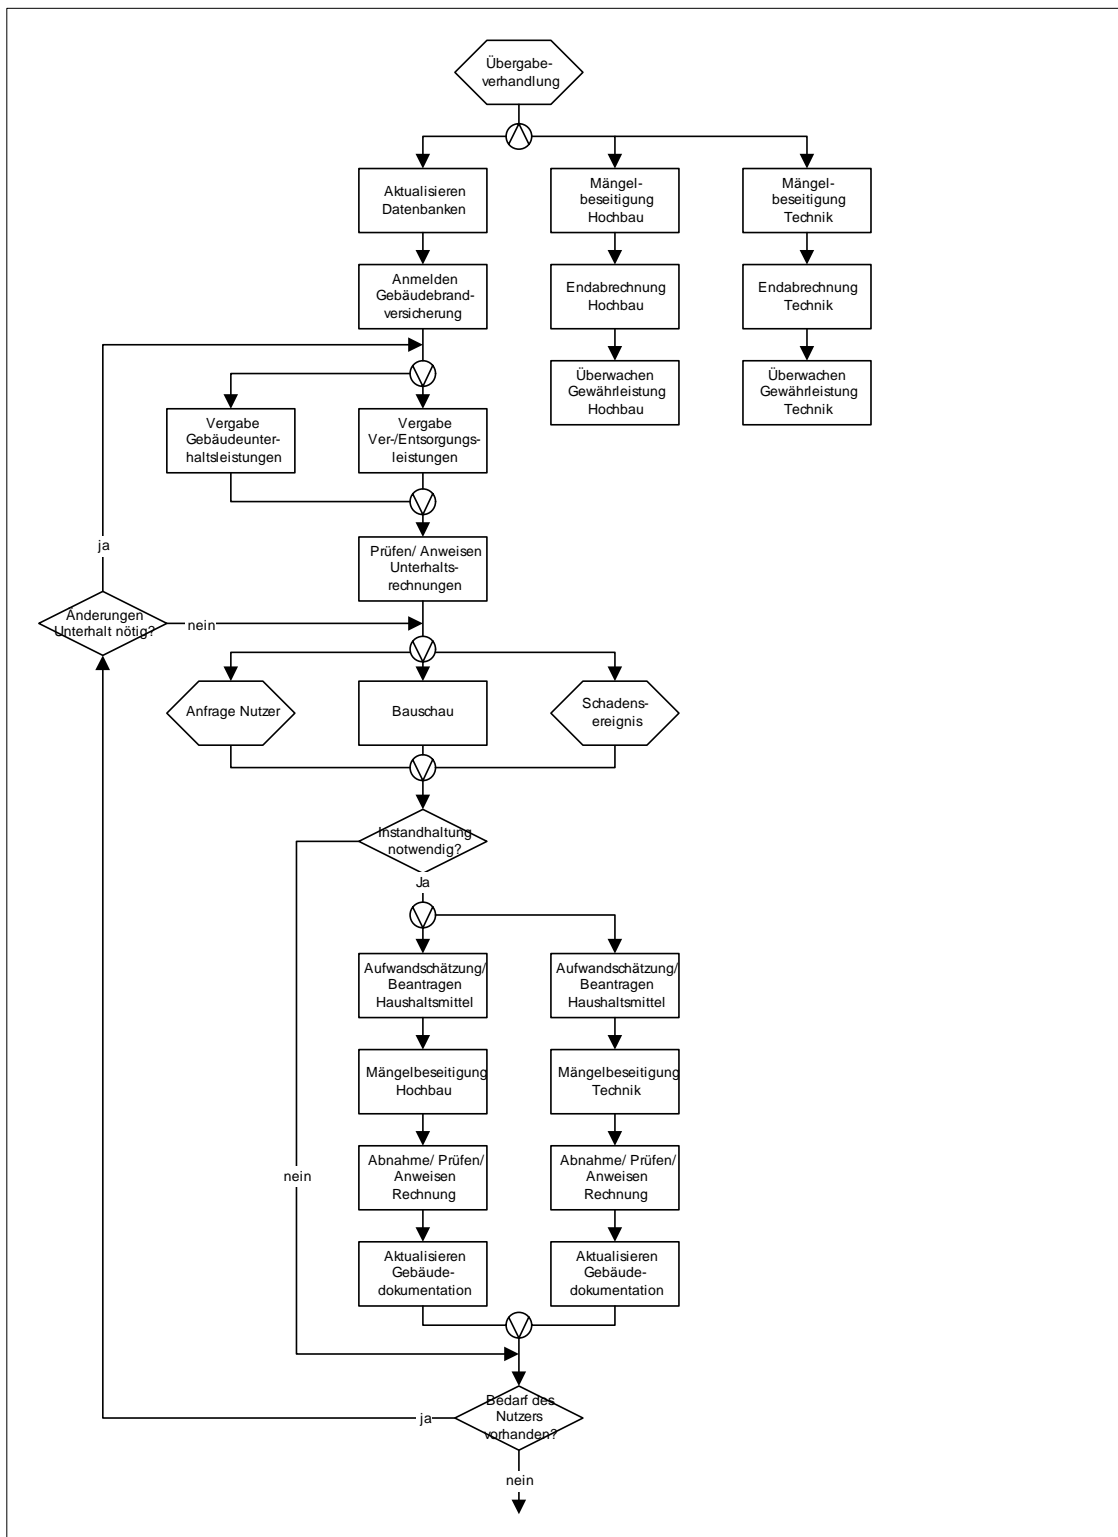 Übergabe-
verhandlung
Aktualisieren
Datenbanken
Mängel-
beseitigung
Hochbau
Mängel-
beseitigung
Technik
Anmelden
Gebäudebrand-
versicherung
Endabrechnung
Hochbau
Endabrechnung
Technik
Überwachen
Gewährleistung
Hochbau
Überwachen
Gewährleistung
Technik
Vergabe
Gebäudeunter-
haltsleistungen
Vergabe
Ver-/Entsorgungs-
leistungen
Prüfen/ Anweisen
Unterhalts-
rechnungen
ja
Änderungen
Unterhalt nötig?
nein
Anfrage Nutzer
Bauschau
Schadens-
ereignis
Instandhaltung
notwendig?
Ja
Aufwandschätzung/
Beantragen
Haushaltsmittel
Aufwandschätzung/
Beantragen
Haushaltsmittel
Mängelbeseitigung
Hochbau
Mängelbeseitigung
Technik
nein
Abnahme/ Prüfen/
Anweisen
Rechnung
Abnahme/ Prüfen/
Anweisen
Rechnung
Aktualisieren
Gebäude-
dokumentation
Aktualisieren
Gebäude-
dokumentation
Bedarf des
Nutzers
vorhanden?
ja
nein